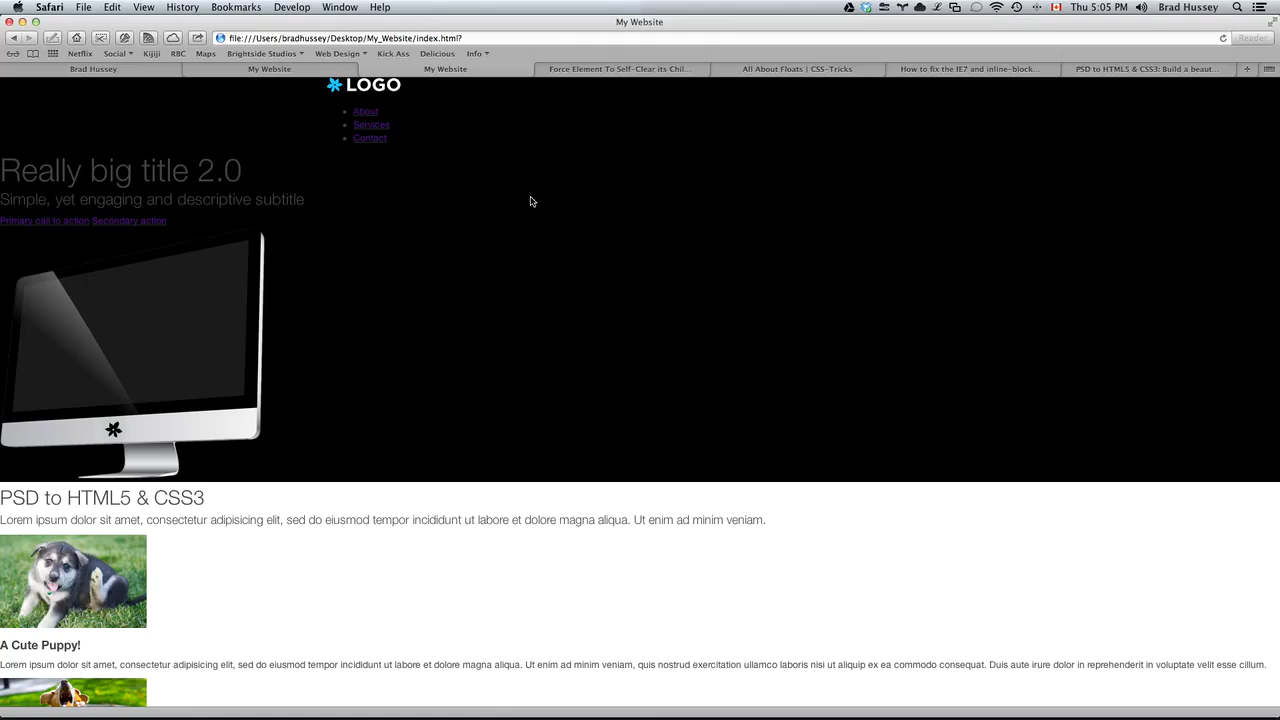 Safari File Edit View History Bookmarks Develop Window Help Thu 5:05 PM Brad Hussey
My Website
file:///Users/bradhussey/Desktop/My_Website/index.html? Reader
Netflix Social Kijiji RBC Maps Brightside Studios Web Design Kick Ass Delicious Info
Brad Hussey My Website My Website Force Element To Self-Clear its Chil... All About Floats | CSS-Tricks How to fix the IE7 and inline-block... PSD to HTML5 & CSS3: Build a beaut...
LOGO
About
Services
Contact
Really big title 2.0
Simple, yet engaging and descriptive subtitle
Primary call to action Secondary action
PSD to HTML5 & CSS3
Lorem ipsum dolor sit amet, consectetur adipisicing elit, sed do eiusmod tempor incididunt ut labore et dolore magna aliqua. Ut enim ad minim veniam.
A Cute Puppy!
Lorem ipsum dolor sit amet, consectetur adipisicing elit, sed do eiusmod tempor incididunt ut labore et dolore magna aliqua. Ut enim ad minim veniam, quis nostrud exercitation ullamco laboris nisi ut aliquip ex ea commodo consequat. Duis aute irure dolor in reprehenderit in voluptate velit esse cillum.